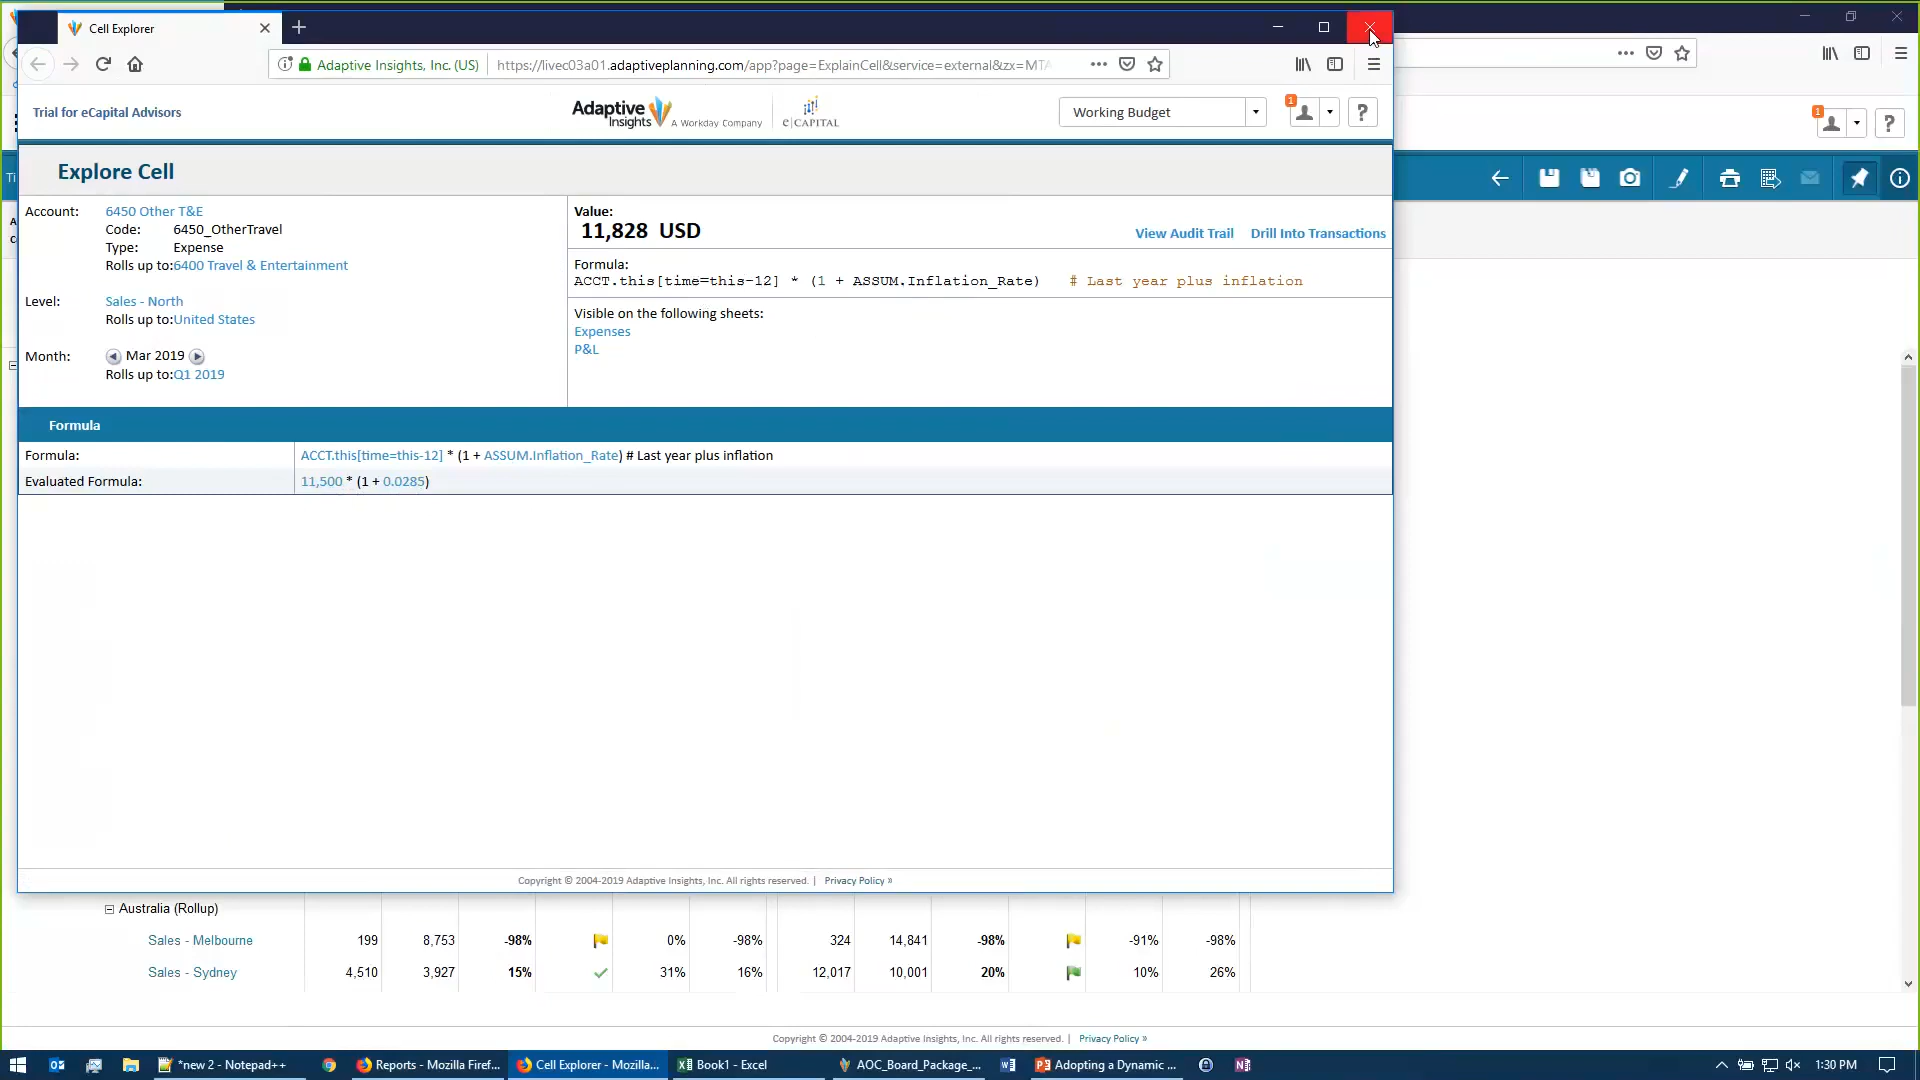 Cell Explorer
Adaptive Insights, Inc. (US)
https://livec03a01.adaptiveplanning.com/app?page=ExplainCell&service=external&zx=MTA
Trial for eCapital Advisors
Adaptive Insights A Workday Company
e|CAPITAL
Working Budget
1
?
1
?
Explore Cell
Account: 6450 Other T&E
Code: 6450_OtherTravel
Type: Expense
Rolls up to:6400 Travel & Entertainment
Level: Sales - North
Rolls up to:United States
Month: Mar 2019
Rolls up to:Q1 2019
Value:
11,828 USD
View Audit Trail Drill Into Transactions
Formula:
ACCT.this[time=this-12] * (1 + ASSUM.Inflation_Rate) # Last year plus inflation
Visible on the following sheets:
Expenses
P&L
Formula
Formula: ACCT.this[time=this-12] * (1 + ASSUM.Inflation_Rate) # Last year plus inflation
Evaluated Formula: 11,500 * (1 + 0.0285)
Copyright © 2004-2019 Adaptive Insights, Inc. All rights reserved. | Privacy Policy »
Australia (Rollup)
Sales - Melbourne 199 8,753 -98% 0% -98% 324 14,841 -98% -91% -98%
Sales - Sydney 4,510 3,927 15% 31% 16% 12,017 10,001 20% 10% 26%
Copyright © 2004-2019 Adaptive Insights, Inc. All rights reserved. | Privacy Policy »
*new 2 - Notepad++ Reports - Mozilla Firef... Cell Explorer - Mozilla... Book1 - Excel AOC_Board_Package_... Adopting a Dynamic ... 1:30 PM